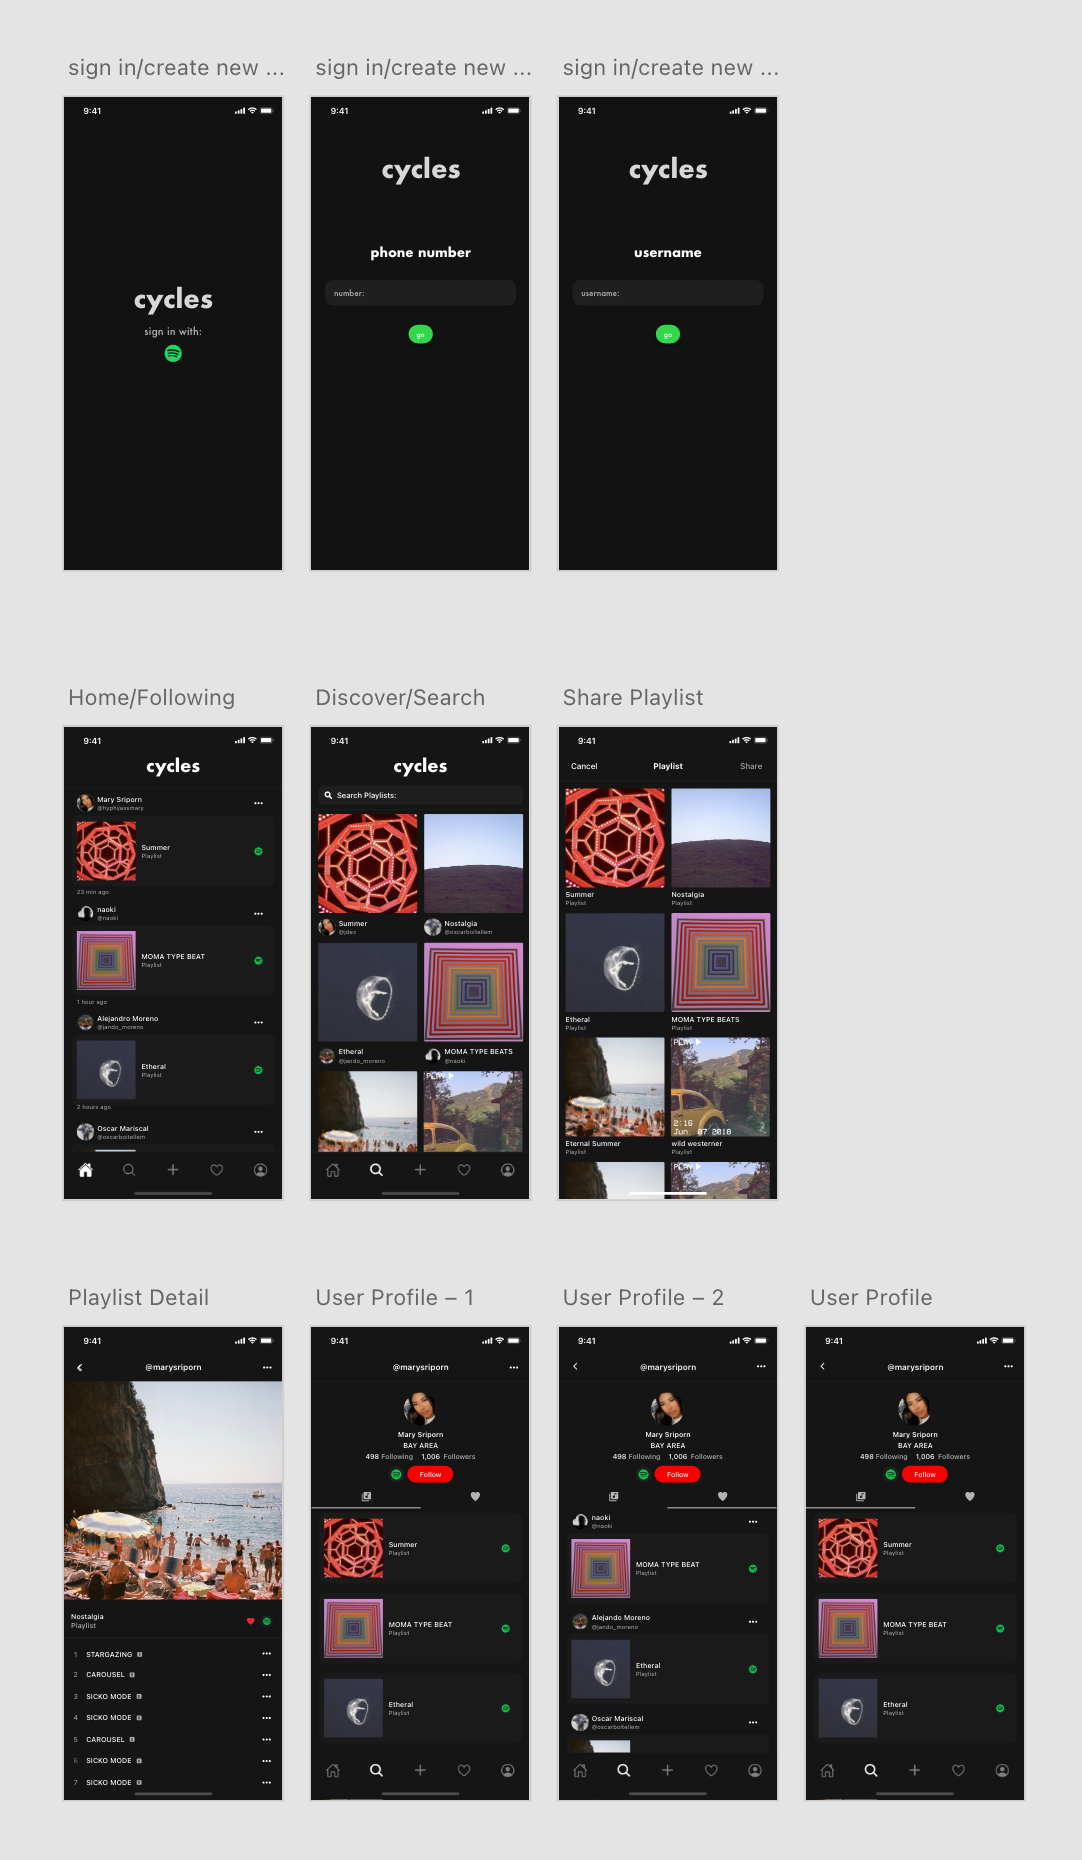 sign in/create new ...
sign in/create new ...
sign in/create new ...
9:41
cycles
sign in with:
9:41
cycles
phone number
number:
go
9:41
cycles
username
username:
go
Home/Following
Discover/Search
Share Playlist
9:41
cycles
Mary Sriporn
@hyphyassmary
Summer
Playlist
23 min ago
naoki
@naoki
MOMA TYPE BEAT
Playlist
1 hour ago
Alejandro Moreno
@jando_moreno
Etheral
Playlist
2 hours ago
Oscar Mariscal
@oscarboitellem
9:41
cycles
Search Playlists:
Summer
@jdez
Nostalgia
@oscarboitellem
Etheral
@jando_moreno
MOMA TYPE BEATS
@naoki
PLAY
9:41
Cancel
Playlist
Share
Summer
Playlist
Nostalgia
Playlist
Etheral
Playlist
MOMA TYPE BEATS
Playlist
PLAY
2:16
Jun. 07 2018
Eternal Summer
Playlist
wild westerner
Playlist
PLAY
Playlist Detail
User Profile – 1
User Profile – 2
User Profile
9:41
@marysriporn
Nostalgia
Playlist
1 STARGAZING E
2 CAROUSEL E
3 SICKO MODE E
4 SICKO MODE E
5 CAROUSEL E
6 SICKO MODE E
7 SICKO MODE E
9:41
@marysriporn
Mary Sriporn
BAY AREA
498 Following 1,006 Followers
Follow
Summer
Playlist
MOMA TYPE BEAT
Playlist
Etheral
Playlist
9:41
@marysriporn
Mary Sriporn
BAY AREA
498 Following 1,006 Followers
Follow
naoki
@naoki
MOMA TYPE BEAT
Playlist
Alejando Moreno
@jando_moreno
Etheral
Playlist
Oscar Mariscal
@oscarboitellem
9:41
@marysriporn
Mary Sriporn
BAY AREA
498 Following 1,006 Followers
Follow
Summer
Playlist
MOMA TYPE BEAT
Playlist
Etheral
Playlist